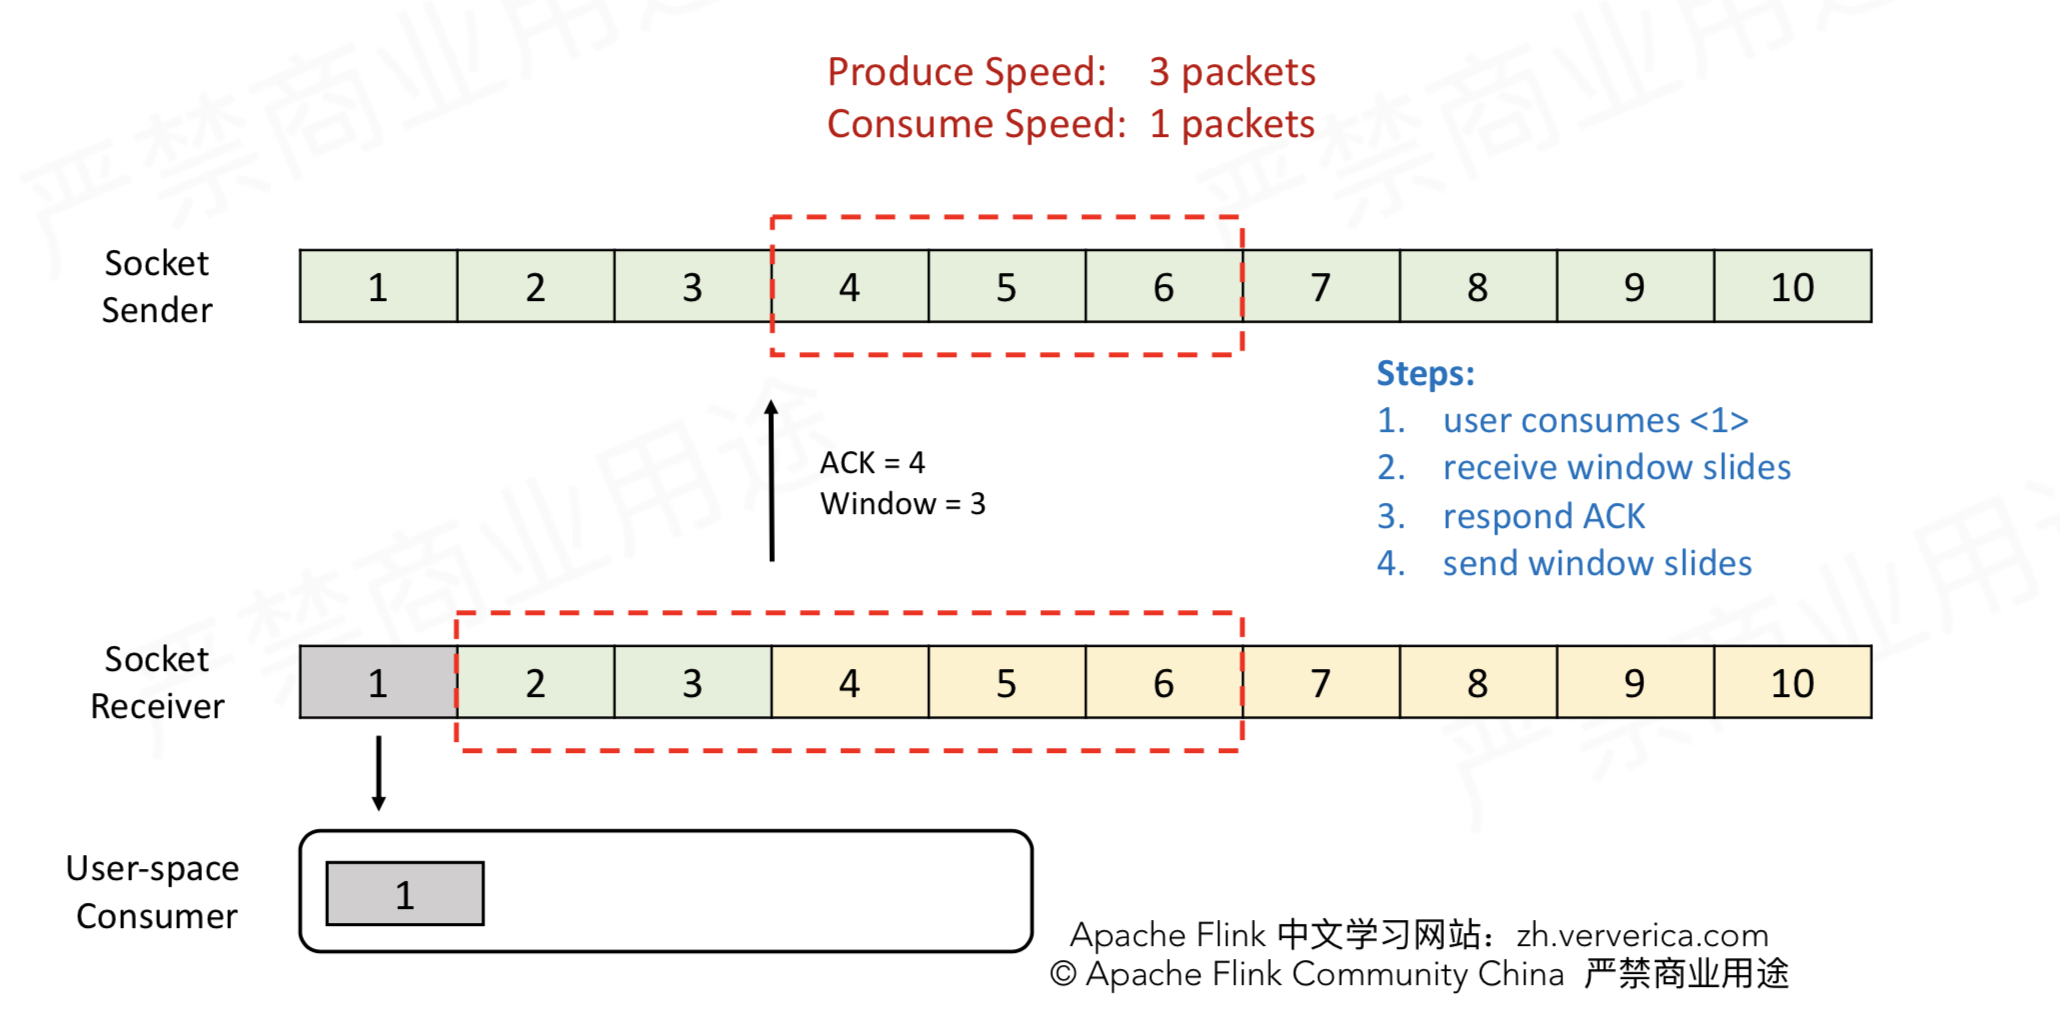 Produce Speed: 3 packets
Consume Speed: 1 packets
Socket
Sender
1 2 3 4 5 6 7 8 9 10
Steps:
1. user consumes <1>
2. receive window slides
3. respond ACK
4. send window slides
ACK = 4
Window = 3
Socket
Receiver
1 2 3 4 5 6 7 8 9 10
User-space
Consumer
1
Apache Flink 中文学习网站：zh.ververica.com
© Apache Flink Community China 严禁商业用途
严禁商业用途
严禁商业用途
严禁商业用途
严禁商业用途